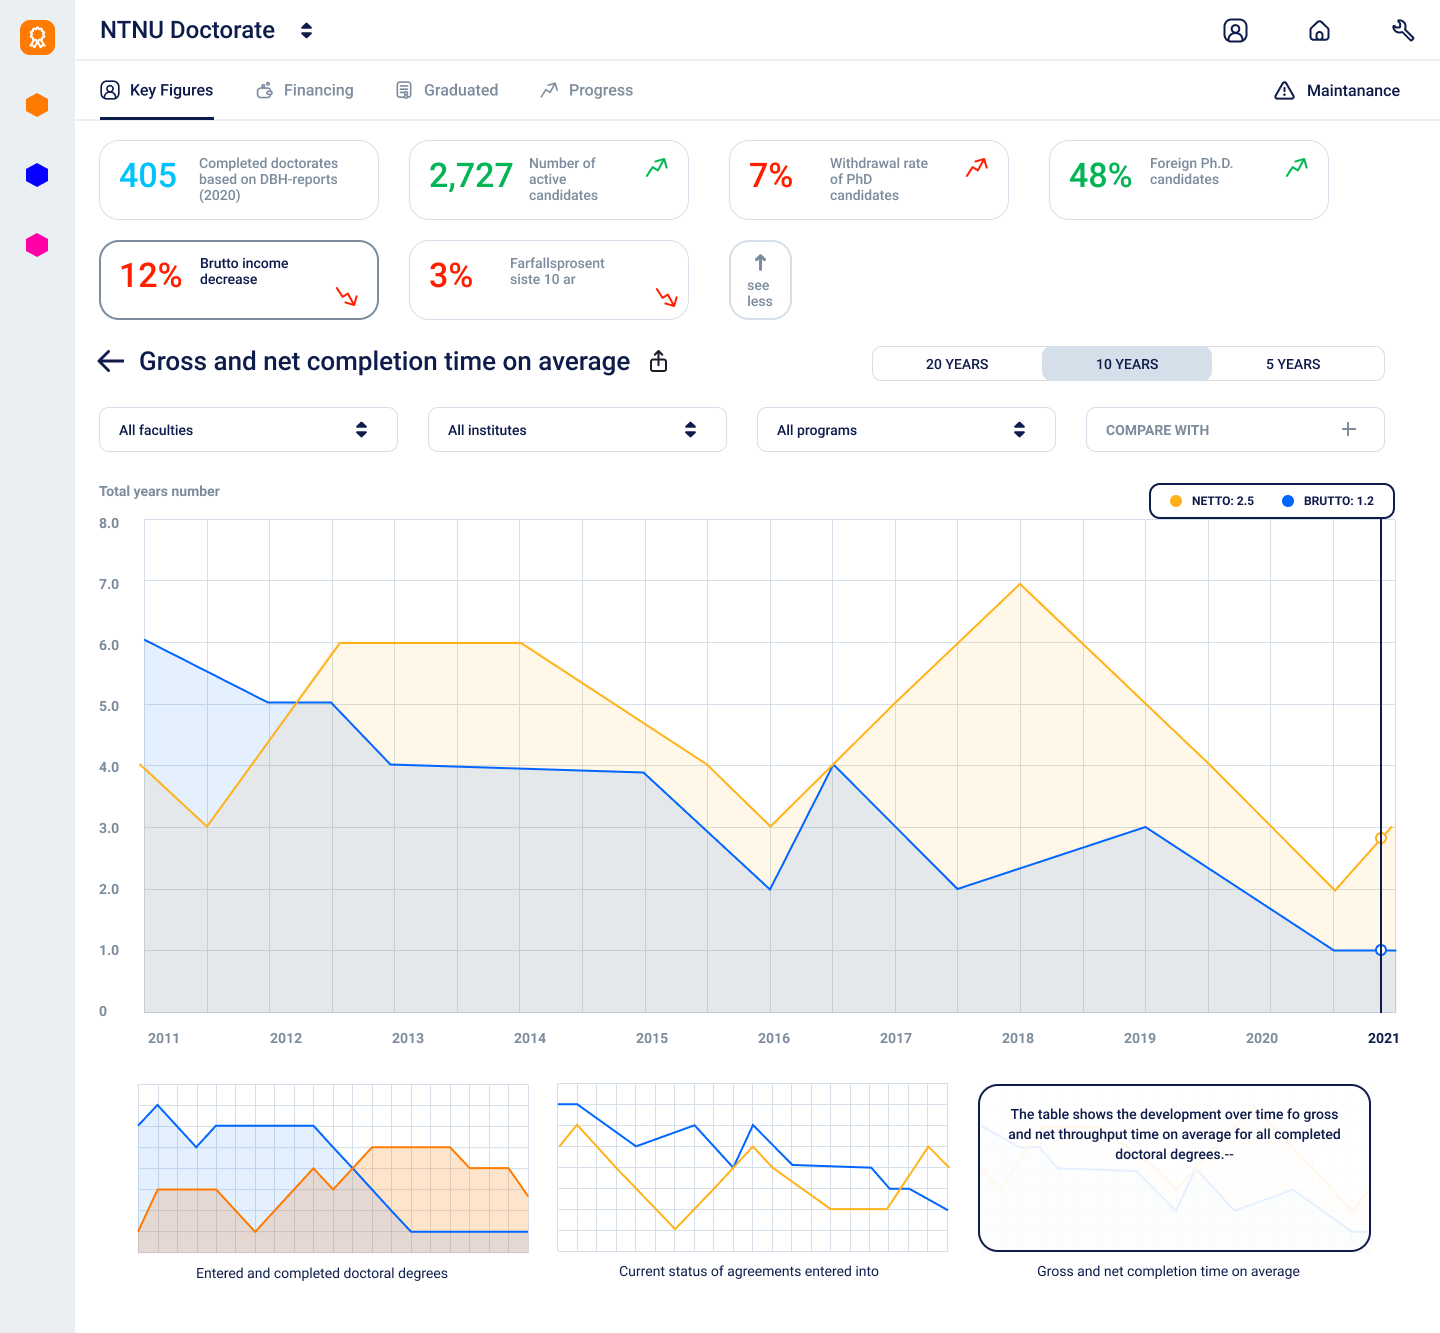 NTNU Doctorate
Key Figures
Financing
Graduated
Progress
Maintanance
405
Completed doctorates
based on DBH-reports
(2020)
2,727
Number of
active
candidates
7%
Withdrawal rate
of PhD
candidates
48%
Foreign Ph.D.
candidates
12%
Brutto income
decrease
3%
Farfallsprosent
siste 10 ar
see
less
Gross and net completion time on average
20 YEARS
10 YEARS
5 YEARS
All faculties
All institutes
All programs
COMPARE WITH
Total years number
NETTO: 2.5
BRUTTO: 1.2
8.0
7.0
6.0
5.0
4.0
3.0
2.0
1.0
0
2011
2012
2013
2014
2015
2016
2017
2018
2019
2020
2021
The table shows the development over time fo gross
and net throughput time on average for all completed
doctoral degrees.--
Entered and completed doctoral degrees
Current status of agreements entered into
Gross and net completion time on average